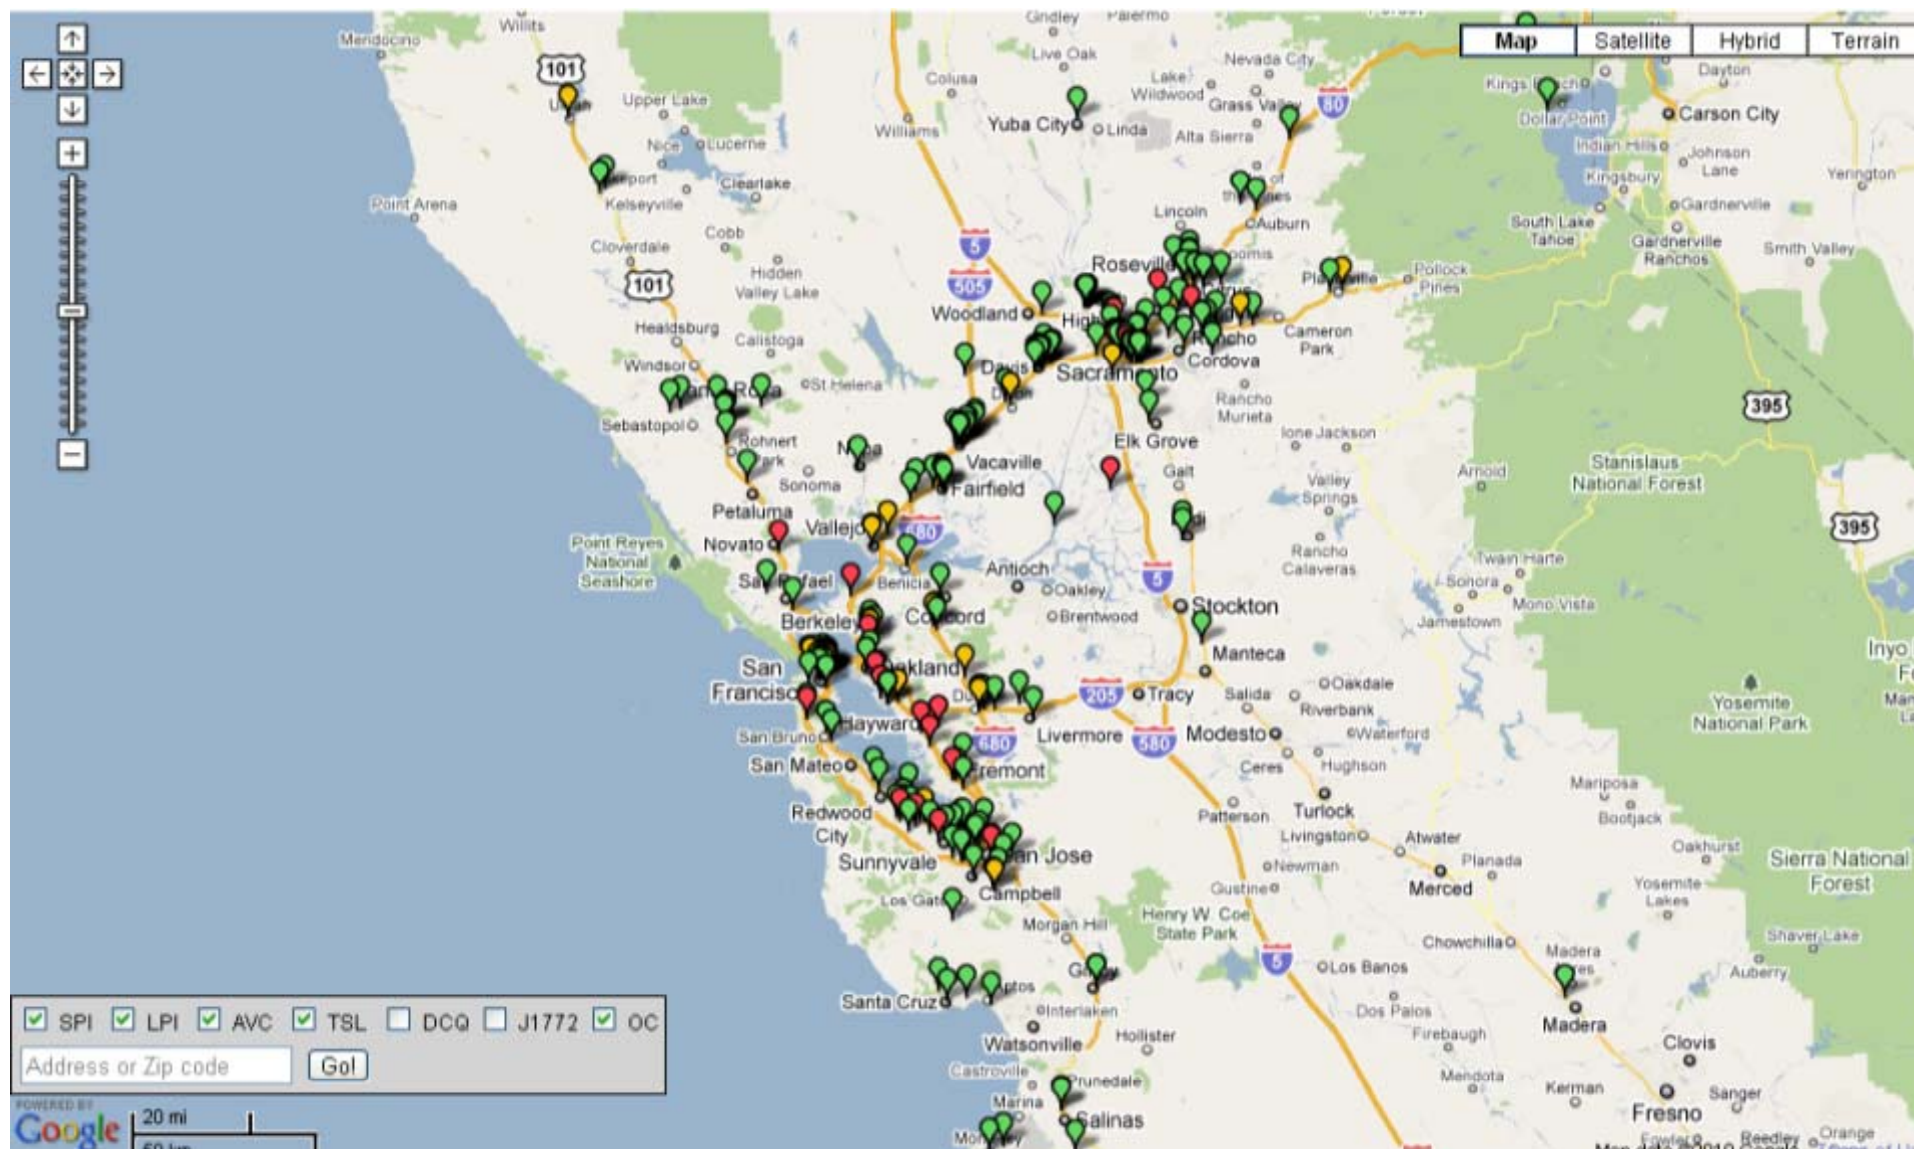 Willits
Gridley
Palermo
Mendocino
Live Oak
Nevada City
Map
Satellite
Hybrid
Terrain
101
Colusa
Lake
Wildwood
Grass Valley
80
Kings
Dayton
Upper Lake
Williams
Yuba City
Linda
Alta Sierra
Dollar Point
Carson City
Nice
Lucerne
Indian Hills
Johnson
Lane
Kelseyville
Clearlake
Kingsbury
Yerington
Point Arena
Lincoln
Auburn
South Lake
Tahoe
Gardnerville
Cloverdale
Cobb
5
Gardnerville
Ranchos
Smith Valley
Hidden
Valley Lake
Roseville
Pollock
Pines
101
505
Woodland
Healdsburg
Calistoga
Cameron
Park
Windsor
St Helena
Davis
Sacramento
Rancho
Cordova
Rancho
Murieta
395
Sebastopol
Rohnert
Park
Elk Grove
Ione
Jackson
Sonoma
Vacaville
Fairfield
Galt
Valley
Springs
Arnold
Stanislaus
National Forest
Petaluma
Vallejo
680
Novato
395
Point Reyes
National
Seashore
San Rafael
Benicia
Antioch
Oakley
5
Rancho
Calaveras
Twain Harte
Sonora
Mono Vista
Berkeley
Concord
Brentwood
Stockton
Jamestown
San
Francisco
Oakland
Manteca
Inyo
205
Tracy
Salida
Oakdale
Riverbank
Yosemite
National Park
Hayward
San Bruno
680
Livermore
580
Modesto
Waterford
San Mateo
Fremont
Ceres
Hughson
Mariposa
Redwood
City
Patterson
Turlock
Bootjack
Livingston
Atwater
Sunnyvale
San Jose
Newman
Planada
Oakhurst
Sierra National
Forest
Campbell
Gustine
Merced
Yosemite
Lakes
Morgan Hill
Henry W. Coe
State Park
Chowchilla
Shaver Lake
5
Los Banos
Madera
Auberry
Santa Cruz
Interlaken
Dos Palos
Madera
Watsonville
Hollister
Firebaugh
Clovis
SPI
LPI
AVC
TSL
DCQ
J1772
OC
Address or Zip code
Go!
Castroville
Prunedale
Mendota
Kerman
Sanger
Marina
Fresno
POWERED BY
Google
20 mi
Salinas
Fowler
Reedley
Orange